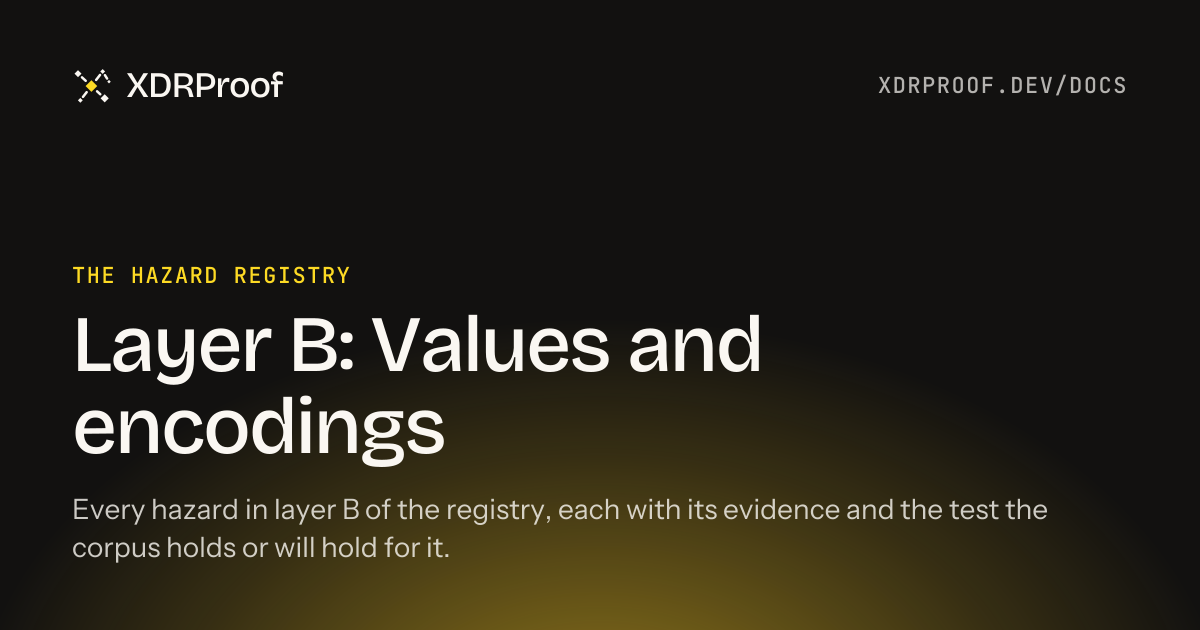 XDRProof
XDRPROOF.DEV/DOCS
THE HAZARD REGISTRY
Layer B: Values and
encodings
Every hazard in layer B of the registry, each with its evidence and the test the
corpus holds or will hold for it.